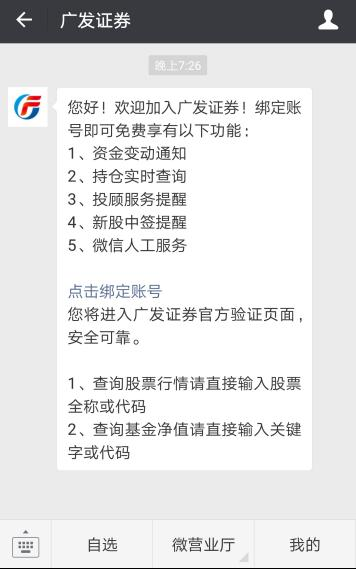 广发证券
晚上7:26
您好！欢迎加入广发证券！绑定账
号即可免费享有以下功能：
1、资金变动通知
2、持仓实时查询
3、投顾服务提醒
4、新股中签提醒
5、微信人工服务
点击绑定账号
您将进入广发证券官方验证页面，
安全可靠。
1、查询股票行情请直接输入股票
全称或代码
2、查询基金净值请直接输入关键
字或代码
自选
微营业厅
我的